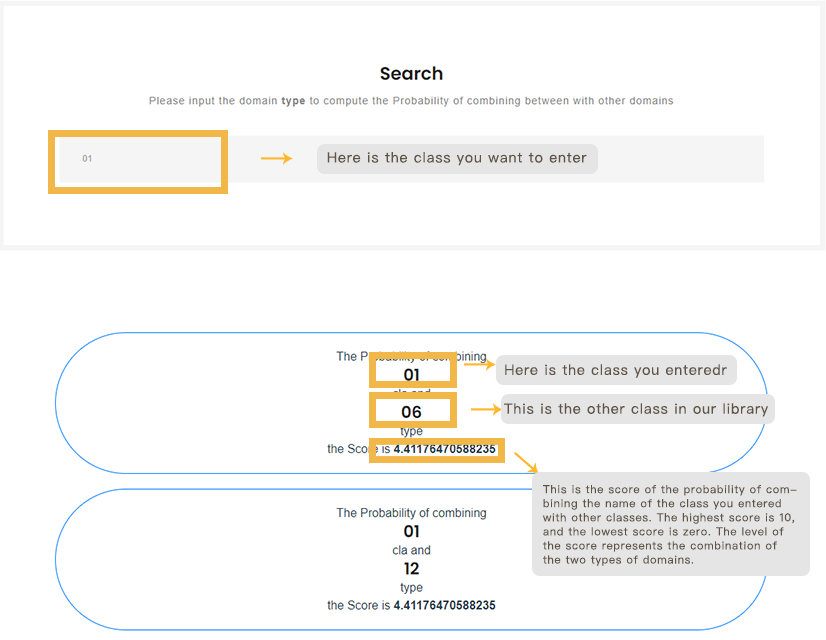 Search
Please input the domain type to compute the Probability of combining between with other domains
01
Here is the class you want to enter
The Probability of combining
01
Here is the class you enteredr
cla and
06
This is the other class in our library
type
the Score is 4.41176470588235
This is the score of the probability of com–
bining the name of the class you entered
with other classes. The highest score is 10,
and the lowest score is zero. The level of
the score represents the combination of
the two types of domains.
The Probability of combining
01
cla and
12
type
the Score is 4.41176470588235